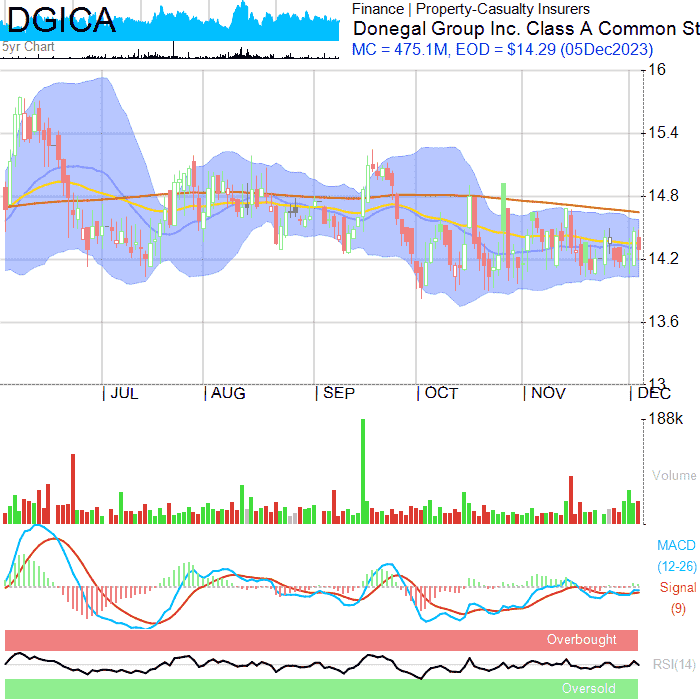 DGICA
5yr Chart
Finance | Property-Casualty Insurers
Donegal Group Inc. Class A Common St
MC = 475.1M, EOD = $14.29 (05Dec2023)
16
15.4
14.8
14.2
13.6
13
JUL AUG SEP OCT NOV DEC
188k
Volume
MACD
(12-26)
Signal
(9)
Overbought
RSI(14)
Oversold